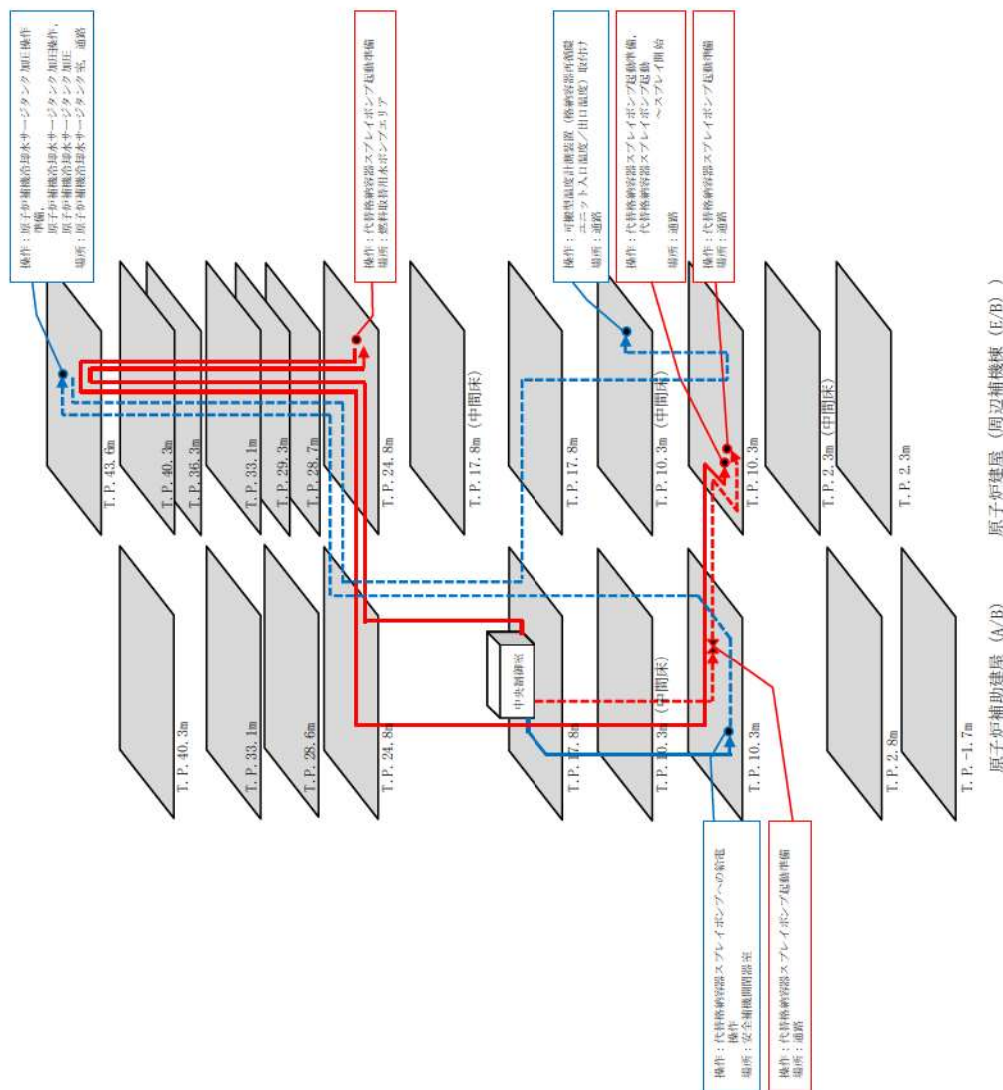 操作：原子炉補機冷却水サージタンク加圧操作
準備，
原子炉補機冷却水サージタンク加圧操作，
原子炉補機冷却水サージタンク加圧
場所：原子炉補機冷却水サージタンク室，通路
操作：代替格納容器スプレイポンプ起動準備
場所：燃料取替用水ポンプエリア
操作：可搬型温度計測装置（格納容器再循環
ユニット入口温度／出口温度）取付け
場所：通路
操作：代替格納容器スプレイポンプ起動準備，
代替格納容器スプレイポンプ起動
～スプレイ開始
場所：通路
操作：代替格納容器スプレイポンプ起動準備
場所：通路
T.P.43.6m
T.P.40.3m
T.P.36.3m
T.P.33.1m
T.P.29.3m
T.P.28.7m
T.P.24.8m
T.P.17.8m（中間床）
T.P.17.8m
T.P.10.3m（中間床）
T.P.10.3m
T.P.2.3m（中間床）
T.P.2.3m
原子炉建屋（周辺補機棟（E/B））
T.P.40.3m
T.P.33.1m
T.P.28.6m
T.P.24.8m
中央制御室
T.P.17.8m
T.P.10.3m（中間床）
T.P.10.3m
T.P.2.8m
T.P.-1.7m
原子炉補助建屋（A/B）
操作：代替格納容器スプレイポンプへの給電
操作
場所：安全補機開閉器室
操作：代替格納容器スプレイポンプ起動準備
場所：通路